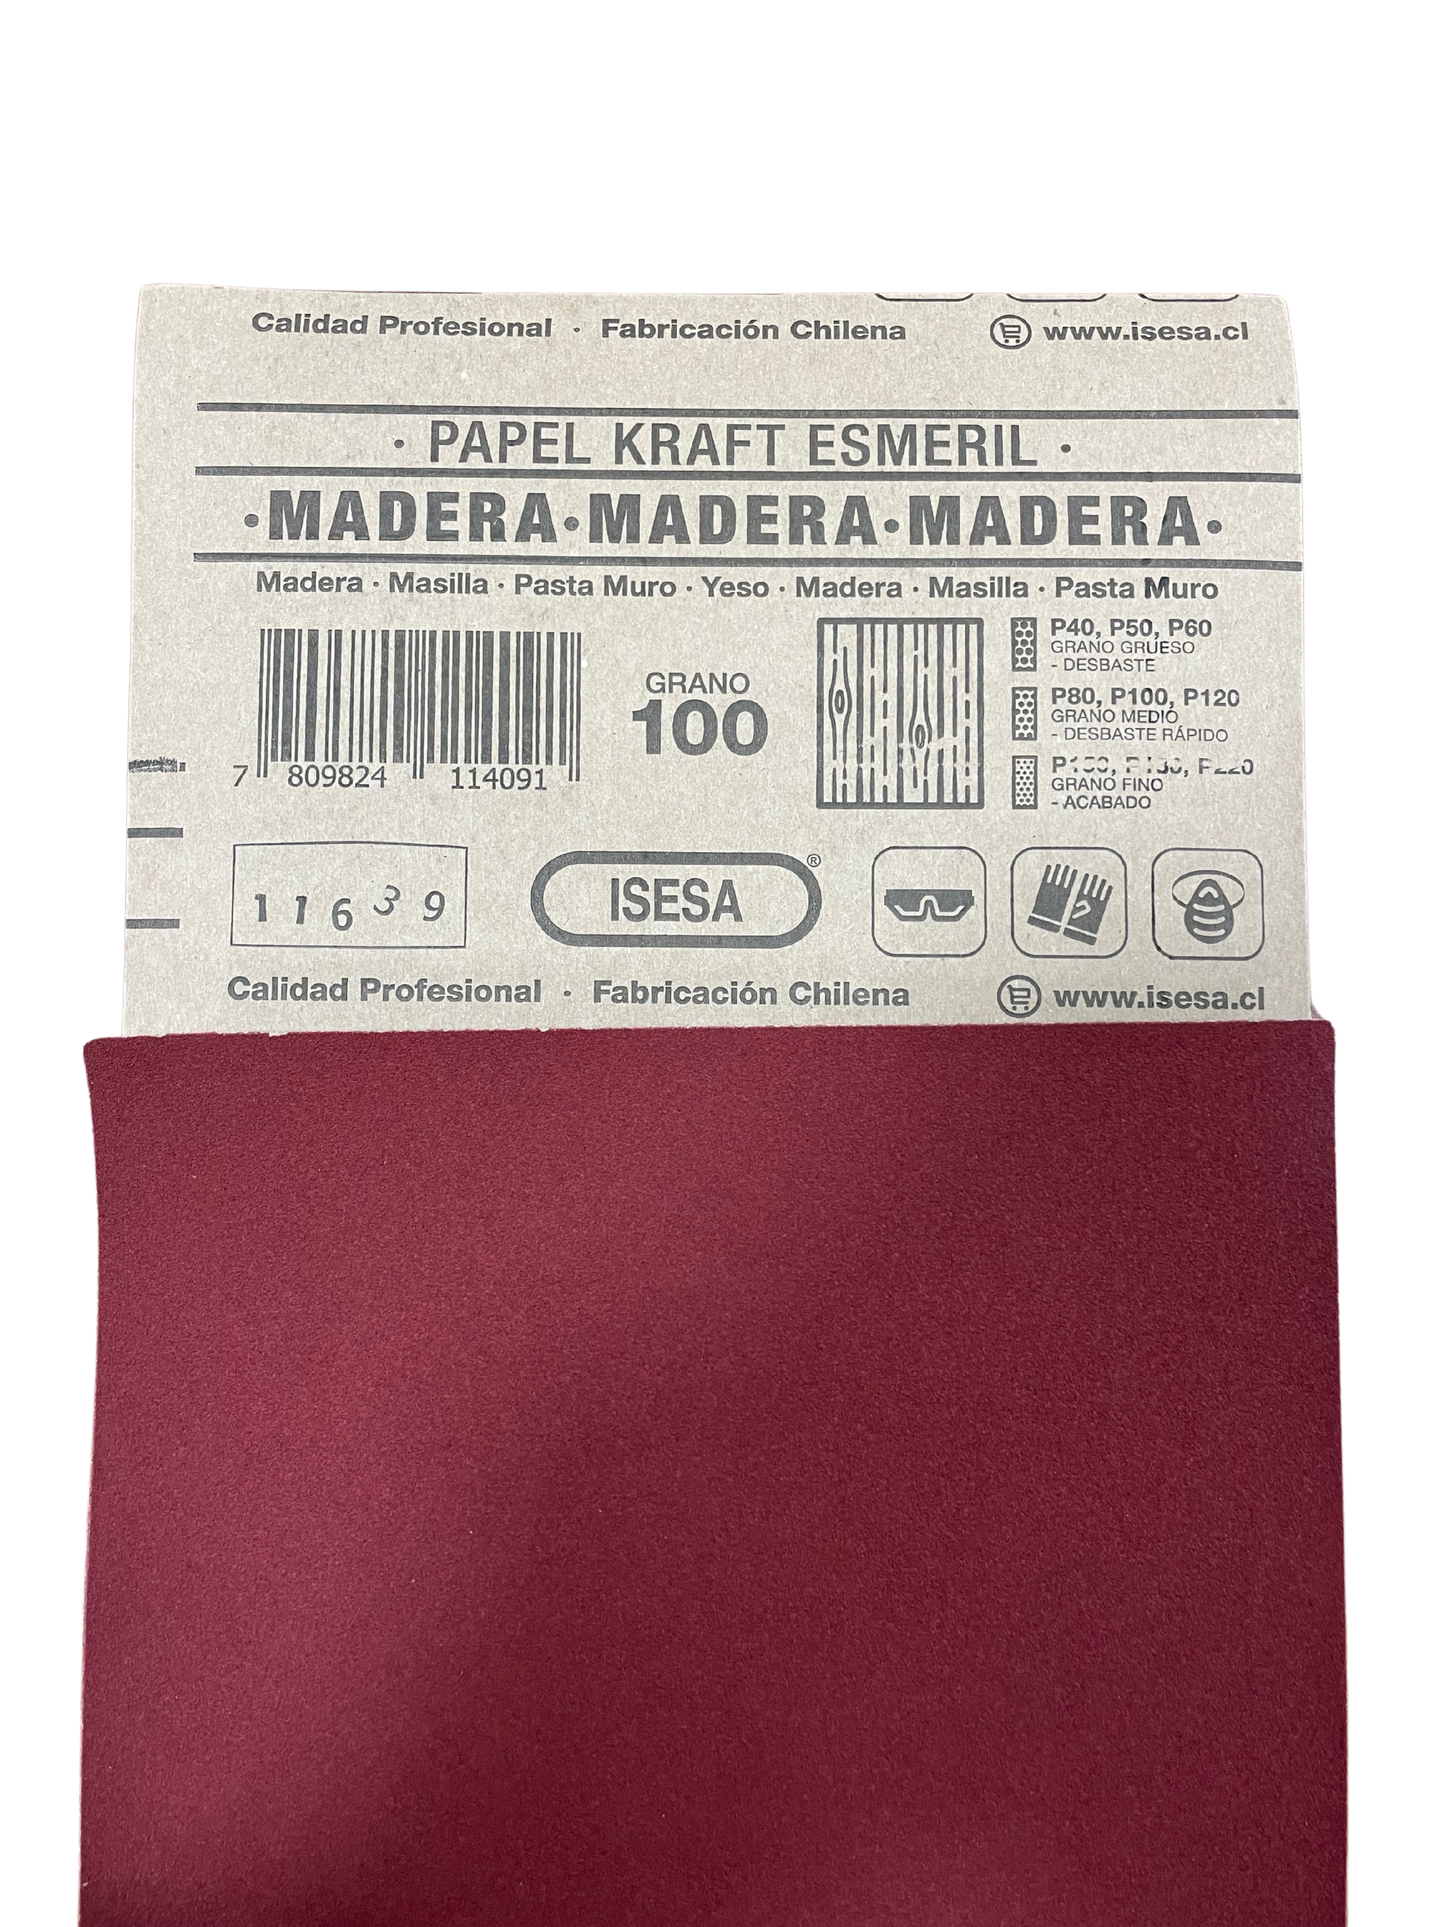 Calidad Profesional · Fabricación Chilena www.isesa.cl
· PAPEL KRAFT ESMERIL ·
·MADERA·MADERA·MADERA·
Madera · Masilla · Pasta Muro · Yeso · Madera · Masilla · Pasta Muro
P40, P50, P60
GRANO GRUESO
- DESBASTE
GRANO
100
P80, P100, P120
GRANO MEDIO
- DESBASTE RÁPIDO
P220
GRANO FINO
- ACABADO
7 809824 114091
11639
ISESA®
Calidad Profesional · Fabricación Chilena www.isesa.cl